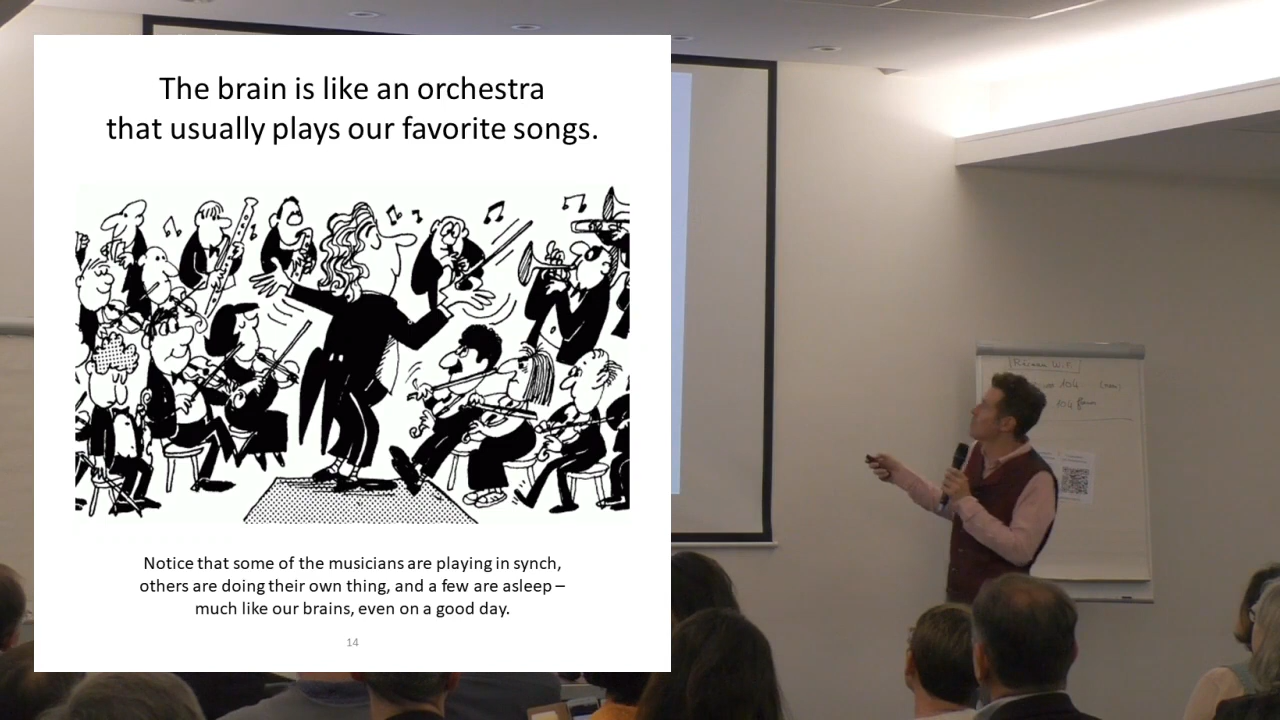 The brain is like an orchestra
that usually plays our favorite songs.
Notice that some of the musicians are playing in synch,
others are doing their own thing, and a few are asleep –
much like our brains, even on a good day.
14